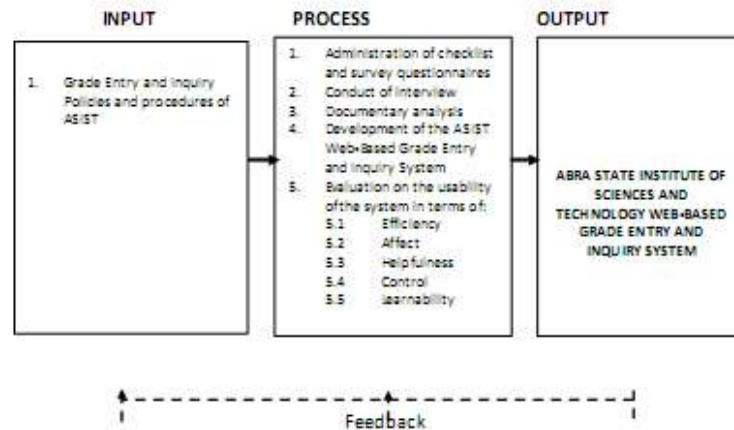 INPUT
PROCESS
OUTPUT
1. Grade Entry and Inquiry
Policies and procedures of
ASIST
1. Administration of checklist
and survey questionnaires
2. Conduct of interview
3. Documentary analysis
4. Development of the ASIST
Web-Based Grade Entry
and Inquiry System
5. Evaluation on the usability
of the system in terms of:
5.1 Efficiency
5.2 Affect
5.3 Helpfulness
5.4 Control
5.5 Learnability
ABRA STATE INSTITUTE OF
SCIENCES AND
TECHNOLOGY WEB-BASED
GRADE ENTRY AND
INQUIRY SYSTEM
Feedback